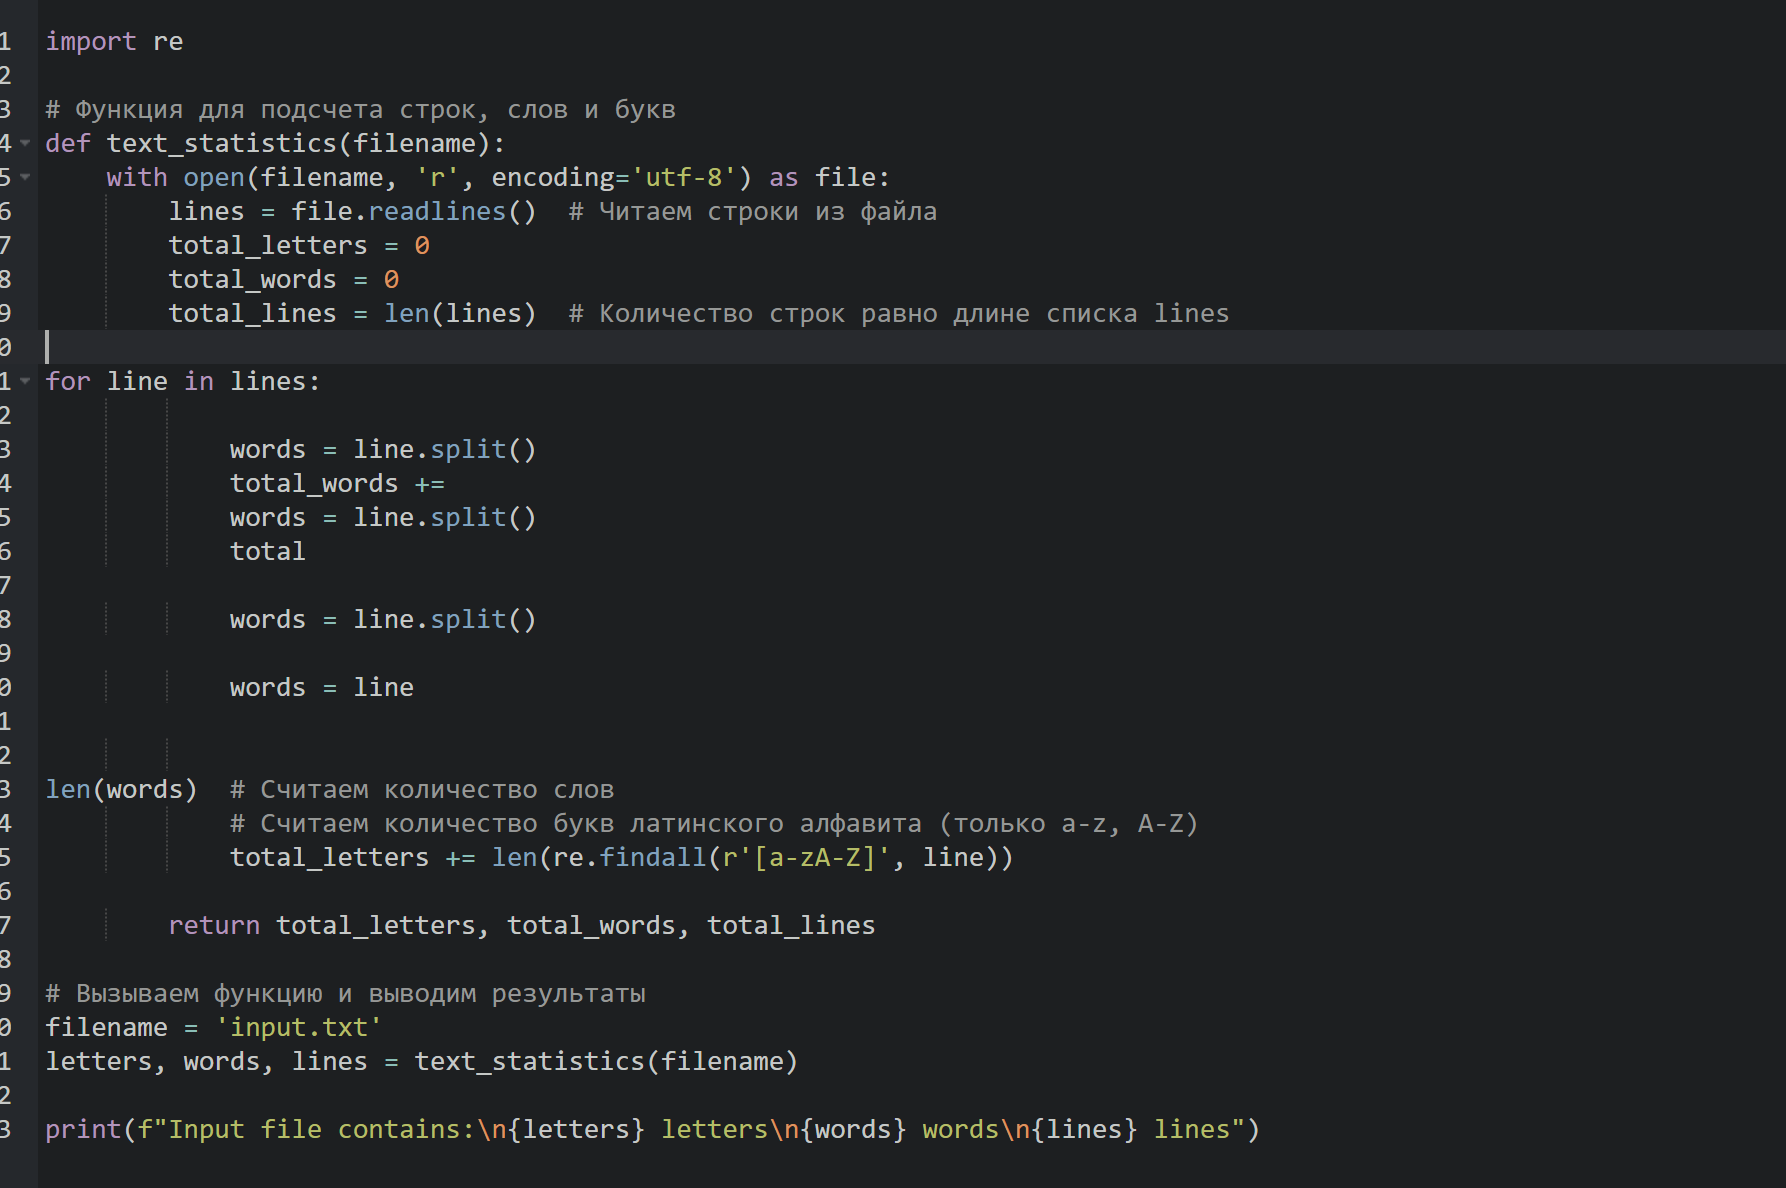 1 import re
2
3 # Функция для подсчета строк, слов и букв
4 def text_statistics(filename):
5     with open(filename, 'r', encoding='utf-8') as file:
6         lines = file.readlines()  # Читаем строки из файла
7         total_letters = 0
8         total_words = 0
9         total_lines = len(lines)  # Количество строк равно длине списка lines
0
1 for line in lines:
2
3             words = line.split()
4             total_words +=
5             words = line.split()
6             total
7
8             words = line.split()
9
0             words = line
1
2
3 len(words)  # Считаем количество слов
4             # Считаем количество букв латинского алфавита (только a-z, A-Z)
5             total_letters += len(re.findall(r'[a-zA-Z]', line))
6
7         return total_letters, total_words, total_lines
8
9 # Вызываем функцию и выводим результаты
0 filename = 'input.txt'
1 letters, words, lines = text_statistics(filename)
2
3 print(f"Input file contains:\n{letters} letters\n{words} words\n{lines} lines")